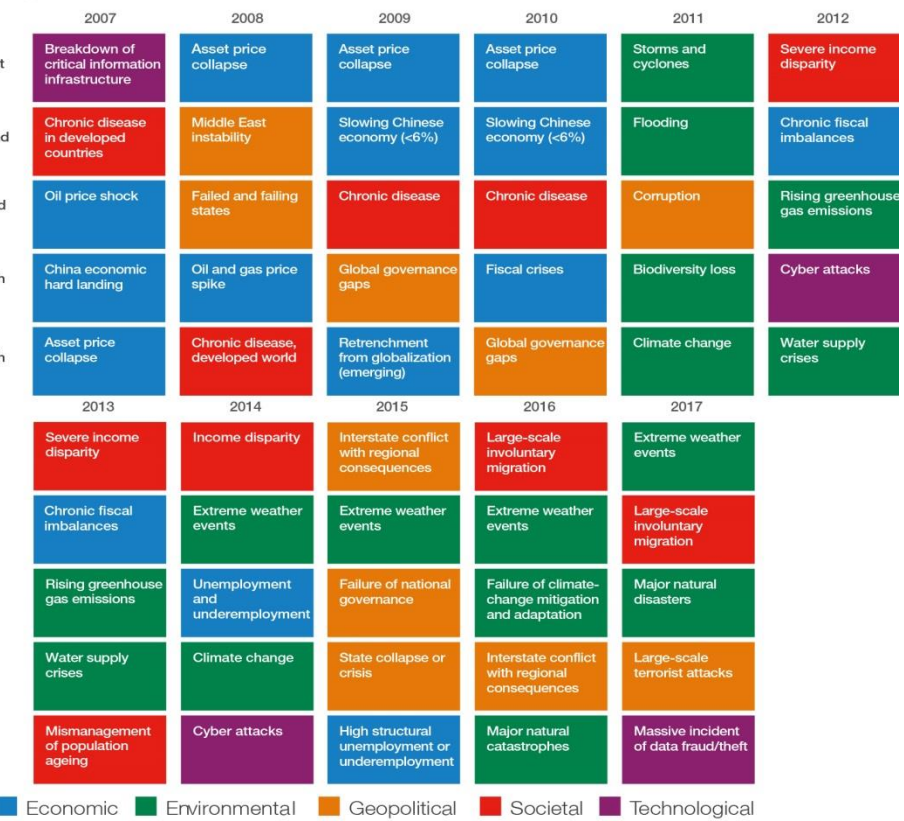 2007 2008 2009 2010 2011 2012
Breakdown of
critical information
infrastructure
Asset price
collapse
Asset price
collapse
Asset price
collapse
Storms and
cyclones
Severe income
disparity
Chronic disease
in developed
countries
Middle East
instability
Slowing Chinese
economy (<6%)
Slowing Chinese
economy (<6%)
Flooding
Chronic fiscal
imbalances
Oil price shock
Failed and failing
states
Chronic disease
Chronic disease
Corruption
Rising greenhouse
gas emissions
China economic
hard landing
Oil and gas price
spike
Global governance
gaps
Fiscal crises
Biodiversity loss
Cyber attacks
Asset price
collapse
Chronic disease,
developed world
Retrenchment
from globalization
(emerging)
Global governance
gaps
Climate change
Water supply
crises
2013 2014 2015 2016 2017
Severe income
disparity
Income disparity
Interstate conflict
with regional
consequences
Large-scale
involuntary
migration
Extreme weather
events
Chronic fiscal
imbalances
Extreme weather
events
Extreme weather
events
Extreme weather
events
Large-scale
involuntary
migration
Rising greenhouse
gas emissions
Unemployment
and
underemployment
Failure of national
governance
Failure of climate-
change mitigation
and adaptation
Major natural
disasters
Water supply
crises
Climate change
State collapse or
crisis
Interstate conflict
with regional
consequences
Large-scale
terrorist attacks
Mismanagement
of population
ageing
Cyber attacks
High structural
unemployment or
underemployment
Major natural
catastrophes
Massive incident
of data fraud/theft
Economic Environmental Geopolitical Societal Technological